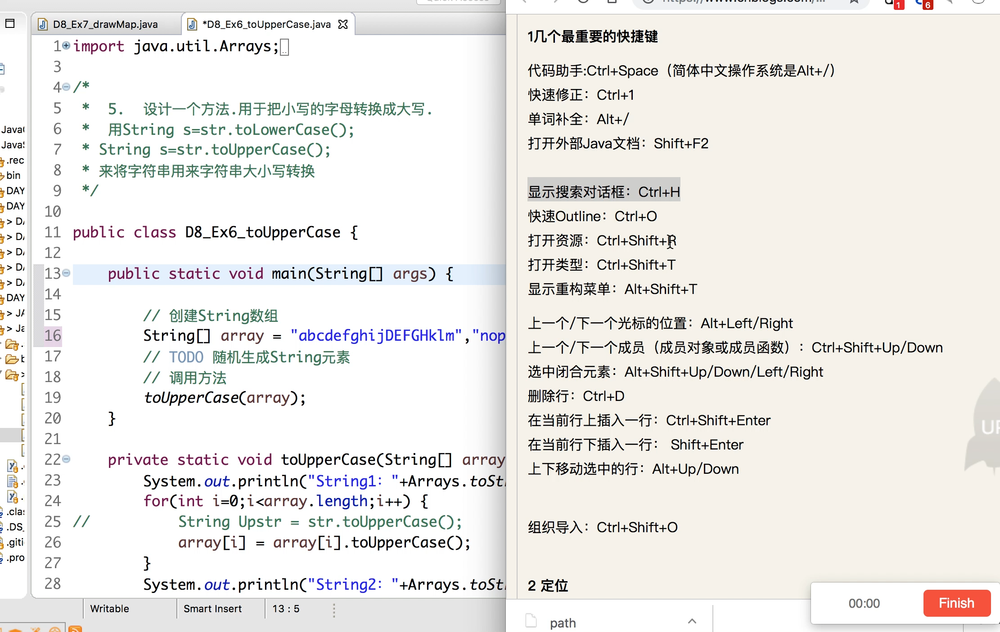 D8_Ex7_drawMap.java
*D8_Ex6_toUpperCase.java
1 import java.util.Arrays;
3
4 /*
5 * 5. 设计一个方法.用于把小写的字母转换成大写.
6 * 用String s=str.toLowerCase();
7 * String s=str.toUpperCase();
8 * 来将字符串用来字符串大小写转换
9 */
10
11 public class D8_Ex6_toUpperCase {
12
13 public static void main(String[] args) {
14
15 // 创建String数组
16 String[] array = "abcdefghijDEFGHklm","nop
17 // TODO 随机生成String元素
18 // 调用方法
19 toUpperCase(array);
20 }
21
22 private static void toUpperCase(String[] array
23 System.out.println("String1: "+Arrays.toSt
24 for(int i=0;i<array.length;i++) {
25 // String Upstr = str.toUpperCase();
26 array[i] = array[i].toUpperCase();
27 }
28 System.out.println("String2: "+Arrays.toSt
Java
Java
.rec
bin
DAY
DAY
> D
> D
> D
> D
> D
DAY
> JA
> Ja
.cla
.DS_
.giti
.pro
Writable
Smart Insert
13 : 5
1
6
1几个最重要的快捷键
代码助手:Ctrl+Space（简体中文操作系统是Alt+/）
快速修正：Ctrl+1
单词补全：Alt+/
打开外部Java文档：Shift+F2
显示搜索对话框：Ctrl+H
快速Outline：Ctrl+O
打开资源：Ctrl+Shift+R
打开类型：Ctrl+Shift+T
显示重构菜单：Alt+Shift+T
上一个/下一个光标的位置：Alt+Left/Right
上一个/下一个成员（成员对象或成员函数）：Ctrl+Shift+Up/Down
选中闭合元素：Alt+Shift+Up/Down/Left/Right
删除行：Ctrl+D
在当前行上插入一行：Ctrl+Shift+Enter
在当前行下插入一行： Shift+Enter
上下移动选中的行：Alt+Up/Down
组织导入：Ctrl+Shift+O
2 定位
UP
00:00
Finish
path